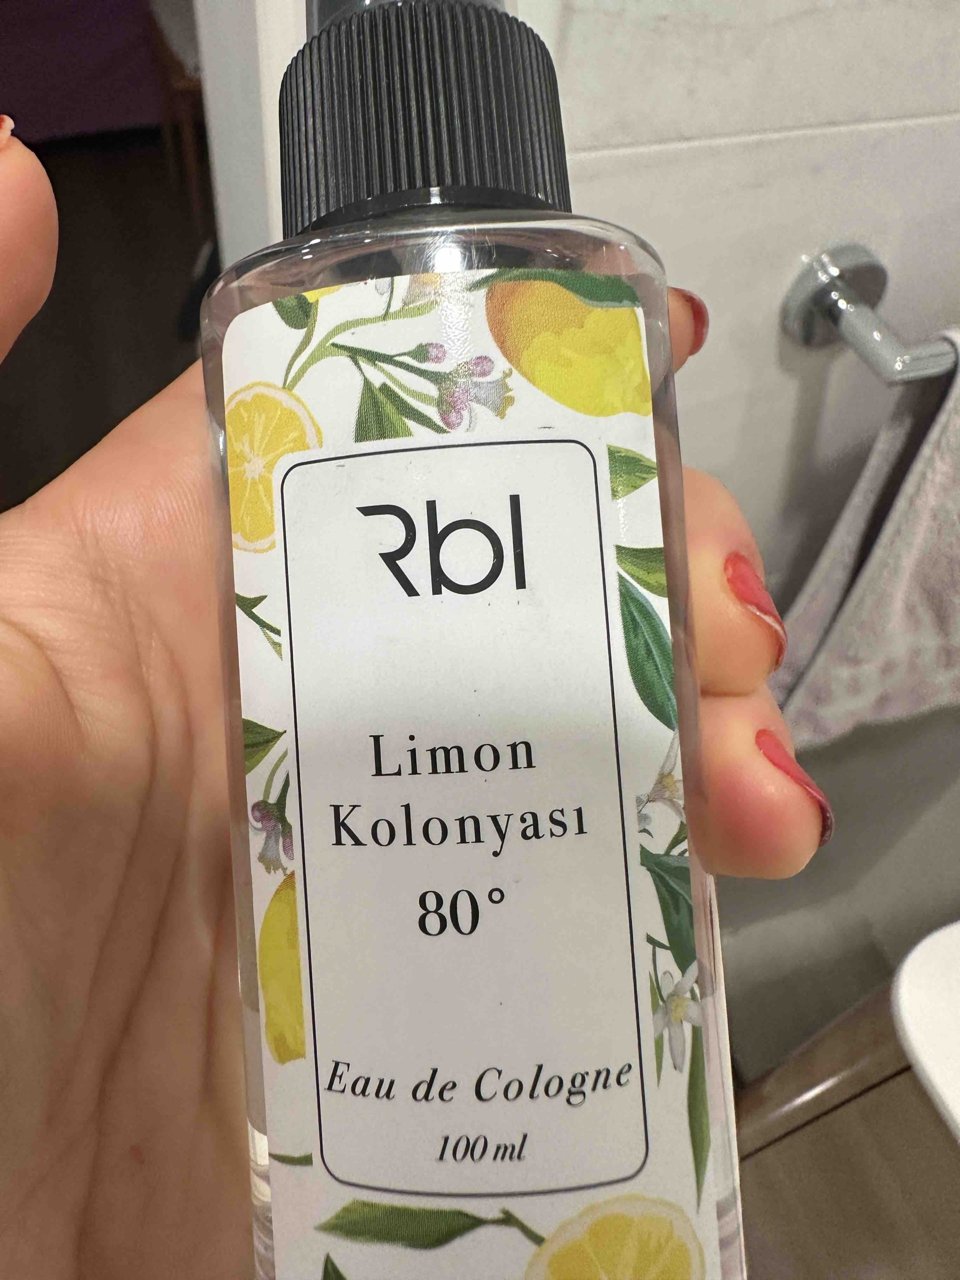 Rbl
Limon
Kolonyası
80°
Eau de Cologne
100 ml